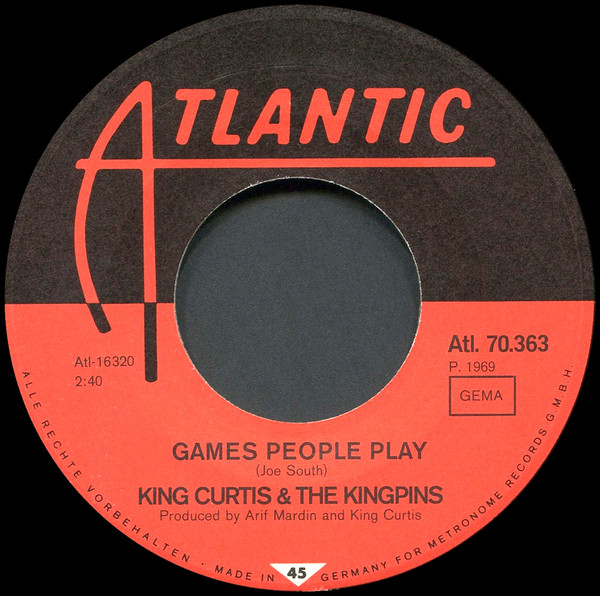 ATLANTIC
Atl-16320
2:40
Atl. 70.363
P. 1969
GEMA
GAMES PEOPLE PLAY
(Joe South)
KING CURTIS & THE KINGPINS
Produced by Arif Mardin and King Curtis
ALLE RECHTE VORBEHALTEN · MADE IN 45 GERMANY FOR METRONOME RECORDS G.M.B.H.